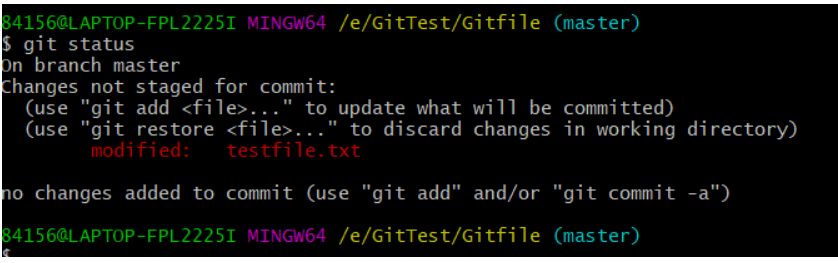 84156@LAPTOP-FPL2225I MINGW64 /e/GitTest/Gitfile (master)
$ git status
On branch master
Changes not staged for commit:
  (use "git add <file>..." to update what will be committed)
  (use "git restore <file>..." to discard changes in working directory)
        modified:   testfile.txt

no changes added to commit (use "git add" and/or "git commit -a")

84156@LAPTOP-FPL2225I MINGW64 /e/GitTest/Gitfile (master)
$